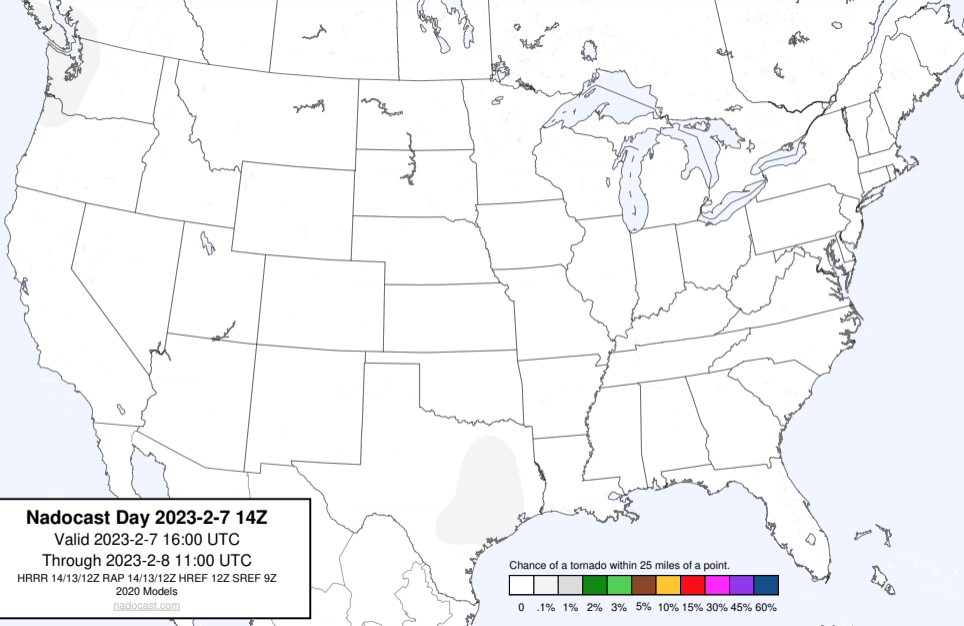 Nadocast Day 2023-2-7 14Z
Valid 2023-2-7 16:00 UTC
Through 2023-2-8 11:00 UTC
HRRR 14/13/12Z RAP 14/13/12Z HREF 12Z SREF 9Z
2020 Models
nadocast.com
Chance of a tornado within 25 miles of a point.
0 .1% 1% 2% 3% 5% 10% 15% 30% 45% 60%